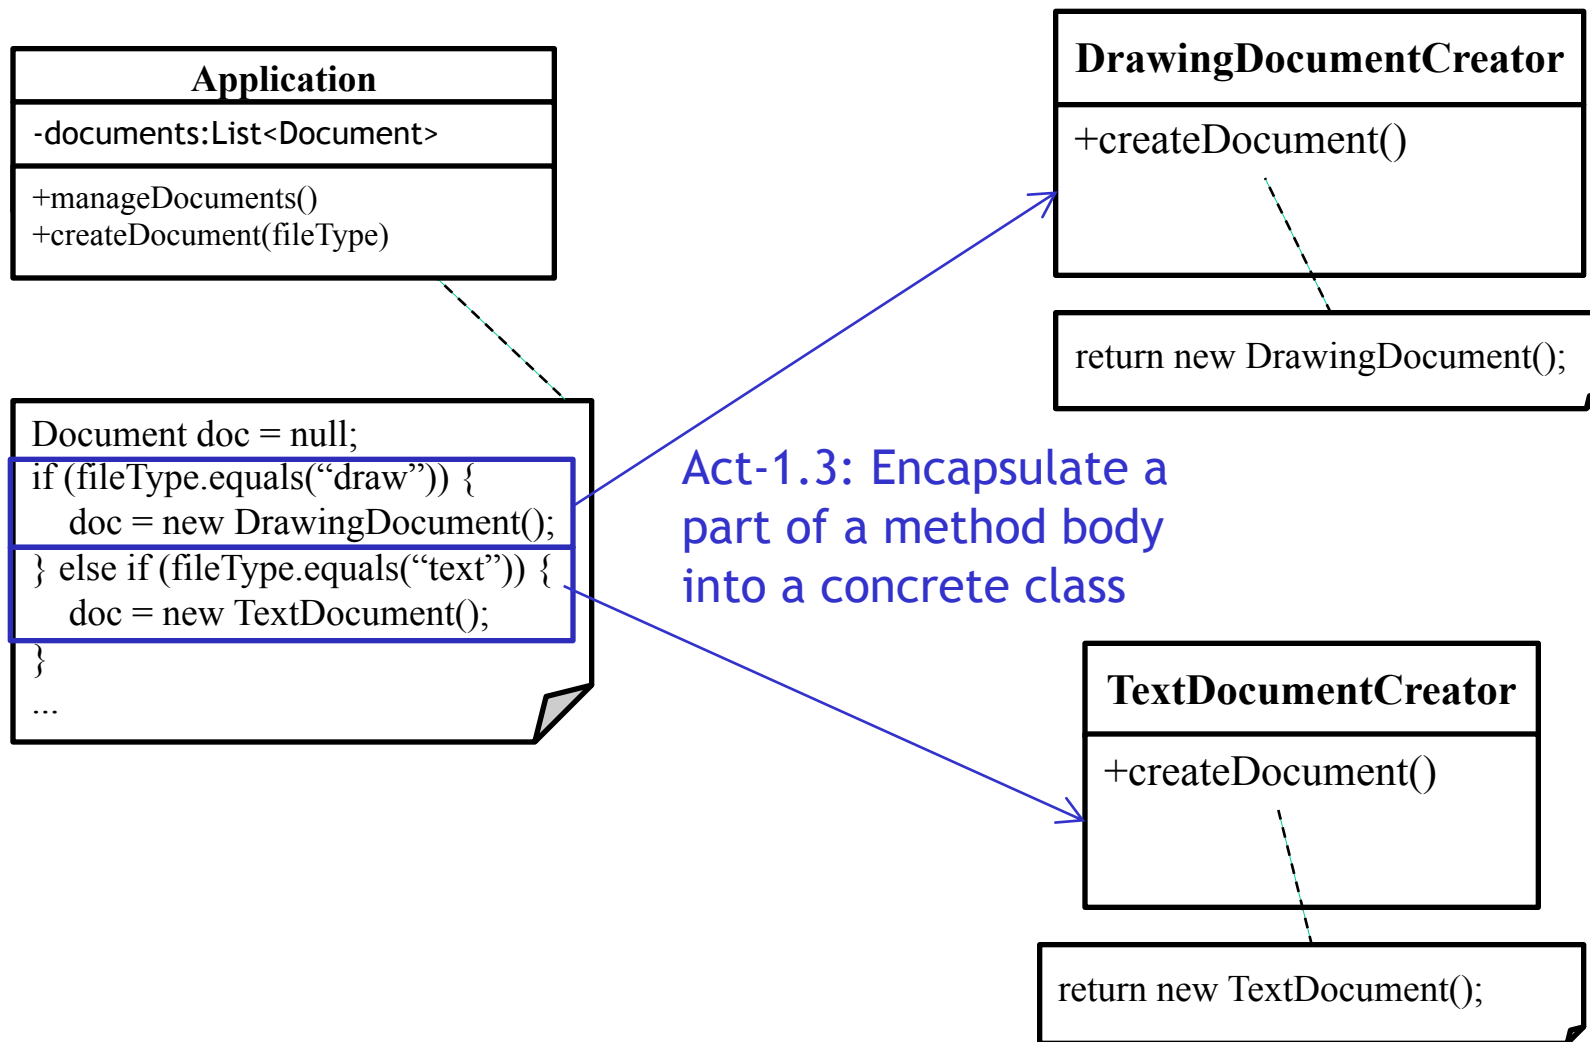 Application
-documents:List<Document>
+manageDocuments()
+createDocument(fileType)
Document doc = null;
if (fileType.equals(“draw”)) {
doc = new DrawingDocument();
} else if (fileType.equals(“text”)) {
doc = new TextDocument();
}
...
Act-1.3: Encapsulate a
part of a method body
into a concrete class
DrawingDocumentCreator
+createDocument()
return new DrawingDocument();
TextDocumentCreator
+createDocument()
return new TextDocument();